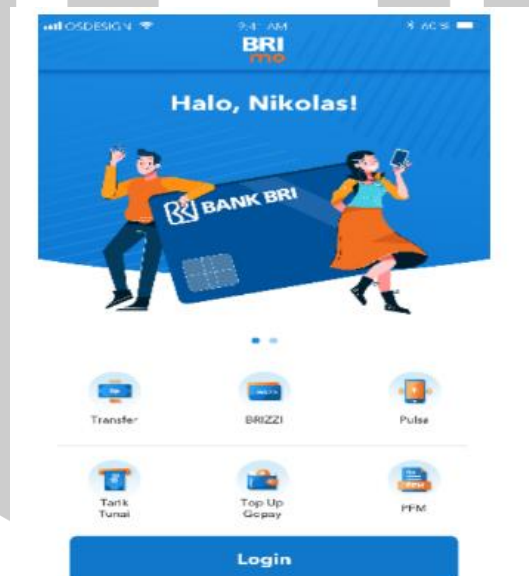 OSDESIGN 9:41 AM 60%
BRI
mo
Halo, Nikolas!
BANK BRI
Transfer BRIZZI Pulsa
Tarik Tunai Top Up Gopay PFM
Login